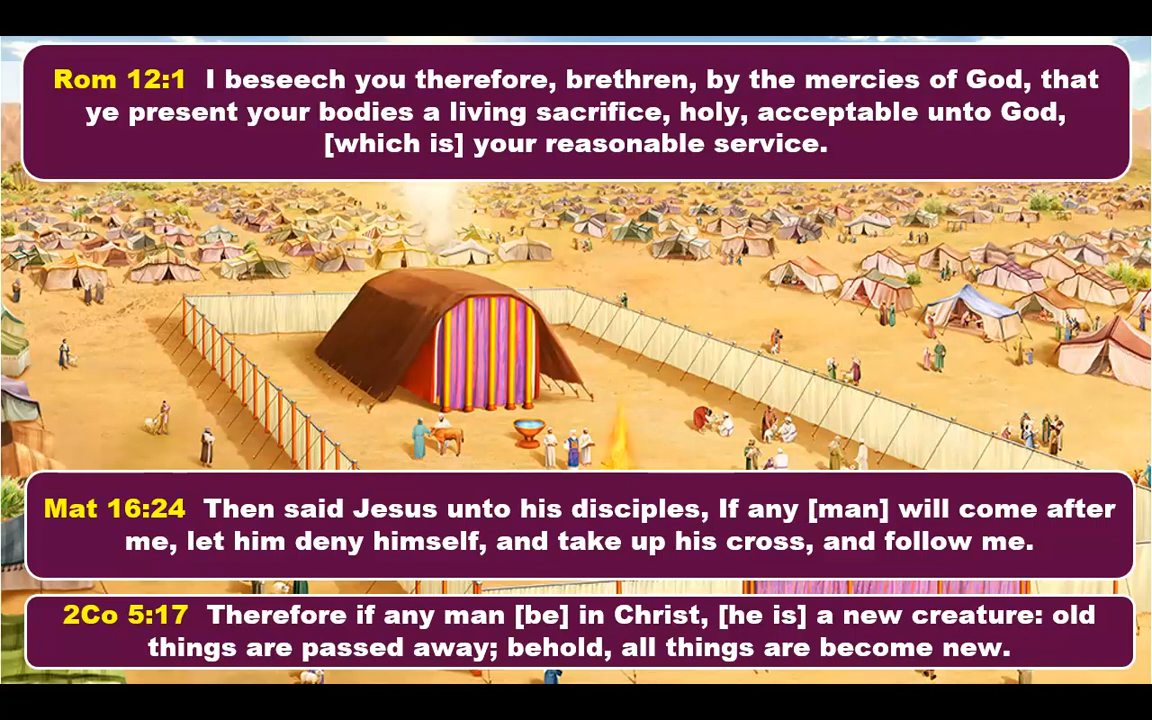 Rom 12:1 I beseech you therefore, brethren, by the mercies of God, that
ye present your bodies a living sacrifice, holy, acceptable unto God,
[which is] your reasonable service.
Mat 16:24 Then said Jesus unto his disciples, If any [man] will come after
me, let him deny himself, and take up his cross, and follow me.
2Co 5:17 Therefore if any man [be] in Christ, [he is] a new creature: old
things are passed away; behold, all things are become new.